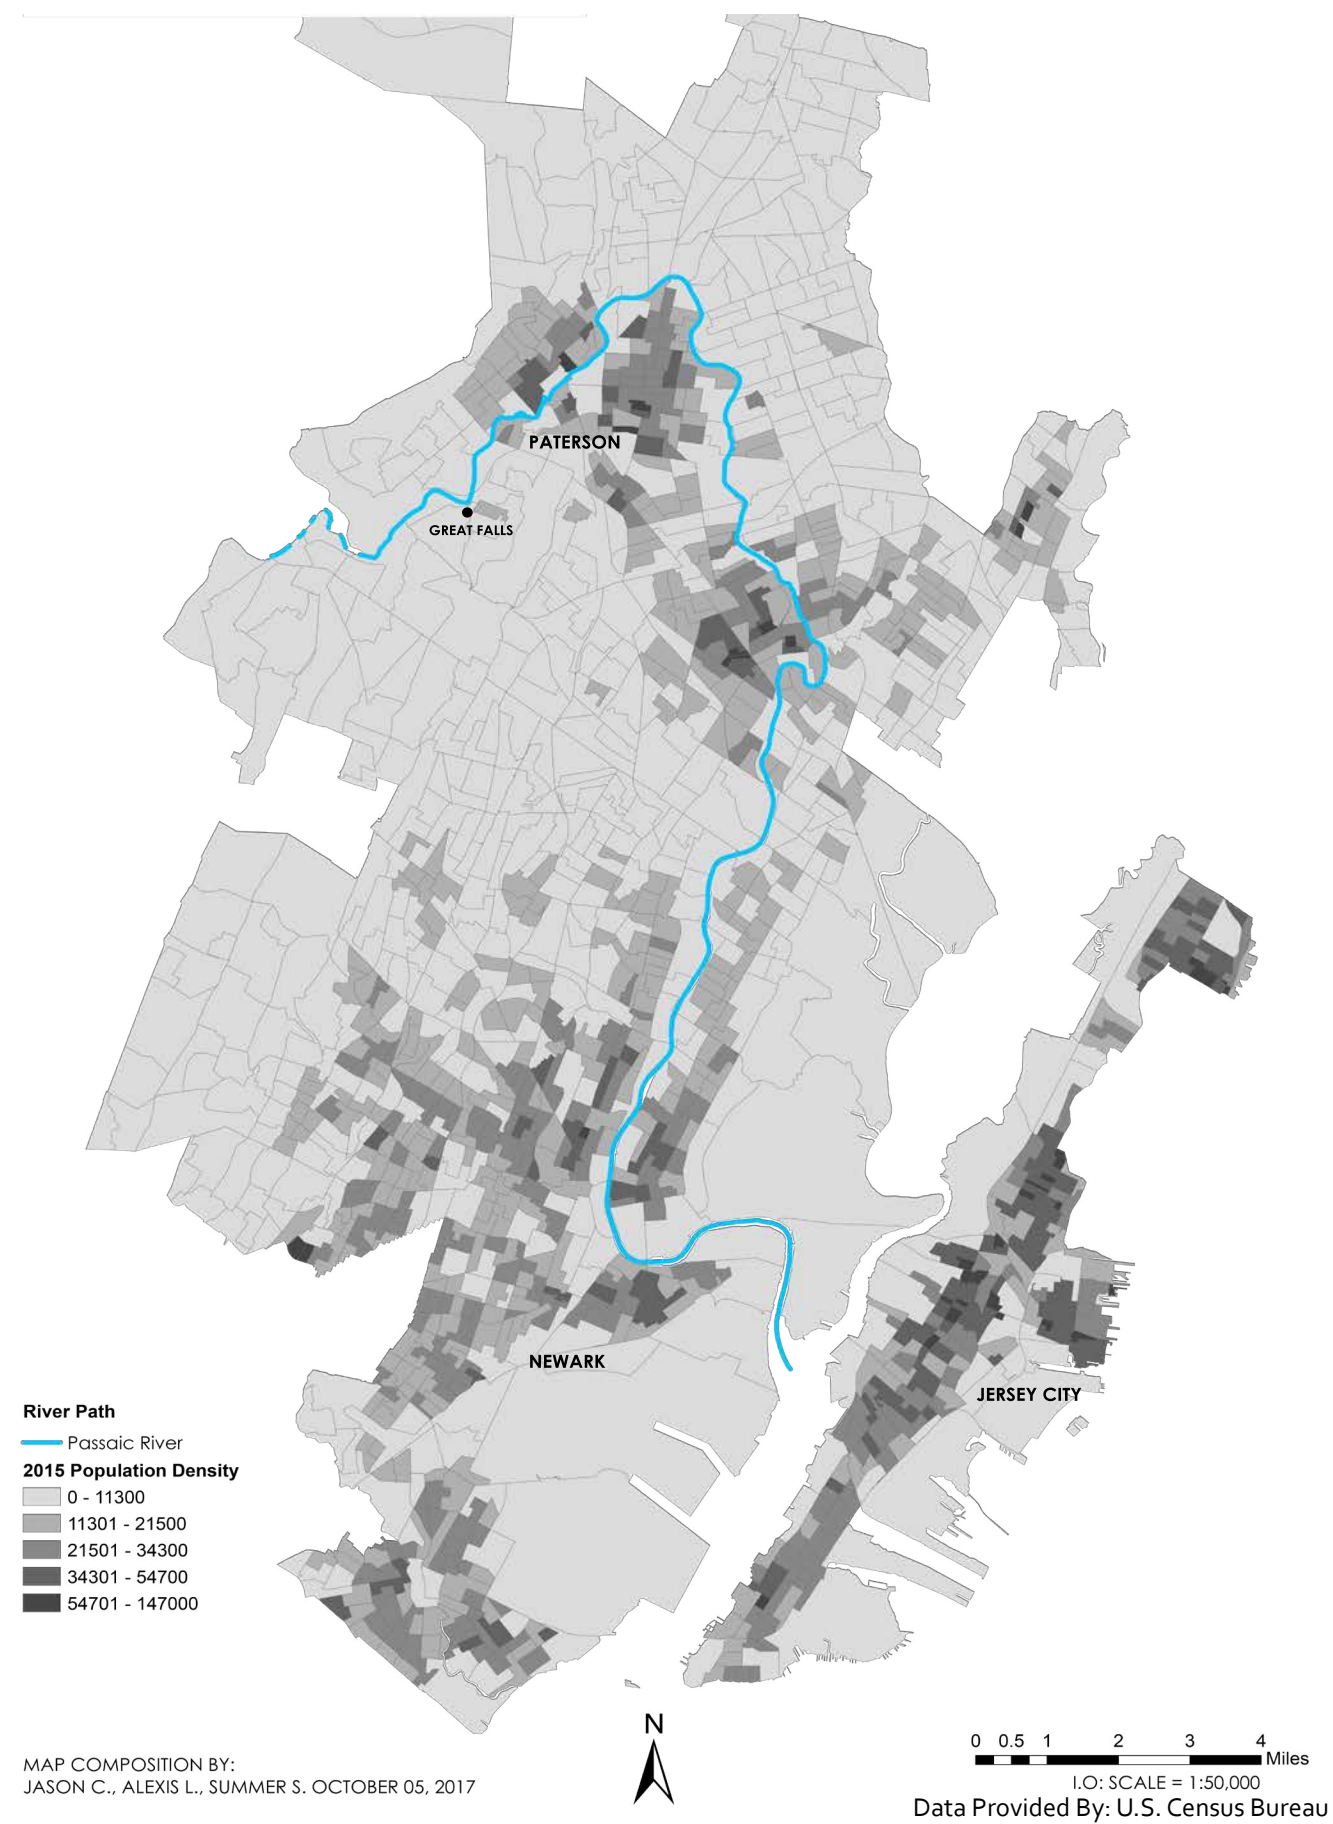 PATERSON
GREAT FALLS
NEWARK
JERSEY CITY
River Path
Passaic River
2015 Population Density
0 - 11300
11301 - 21500
21501 - 34300
34301 - 54700
54701 - 147000
N
0 0.5 1 2 3 4
Miles
I.O: SCALE = 1:50,000
MAP COMPOSITION BY:
JASON C., ALEXIS L., SUMMER S. OCTOBER 05, 2017
Data Provided By: U.S. Census Bureau